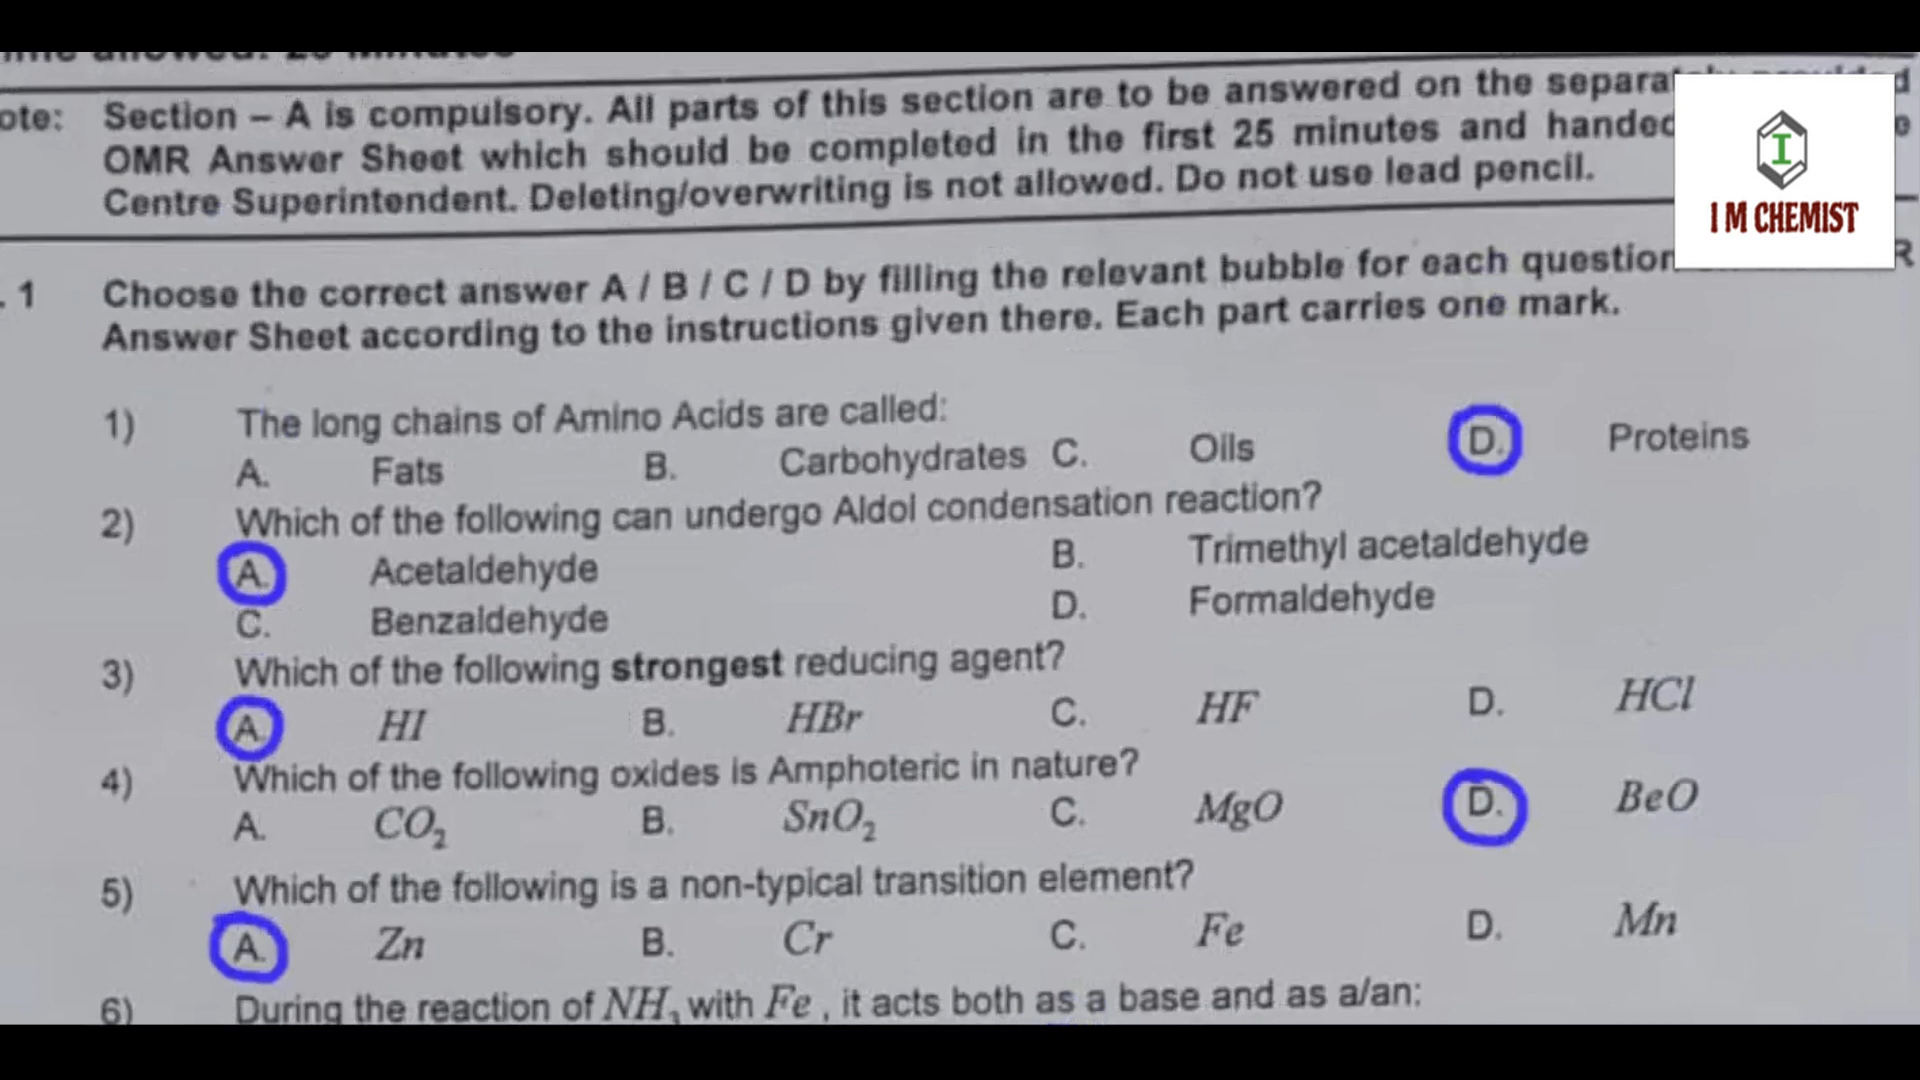 ote: Section – A is compulsory. All parts of this section are to be answered on the
OMR Answer Sheet which should be completed in the first 25 minutes and
Centre Superintendent. Deleting/overwriting is not allowed. Do not use lead pencil.
I
I M CHEMIST
. 1 Choose the correct answer A / B / C / D by filling the relevant bubble for each
Answer Sheet according to the instructions given there. Each part carries one mark.
1) The long chains of Amino Acids are called:
A. Fats B. Carbohydrates C. Oils D. Proteins
2) Which of the following can undergo Aldol condensation reaction?
A. Acetaldehyde B. Trimethyl acetaldehyde
C. Benzaldehyde D. Formaldehyde
3) Which of the following strongest reducing agent?
A. HI B. HBr C. HF D. HCl
4) Which of the following oxides is Amphoteric in nature?
A. CO₂ B. SnO₂ C. MgO D. BeO
5) Which of the following is a non-typical transition element?
A. Zn B. Cr C. Fe D. Mn
6) During the reaction of NH₃ with Fe, it acts both as a base and as a/an: